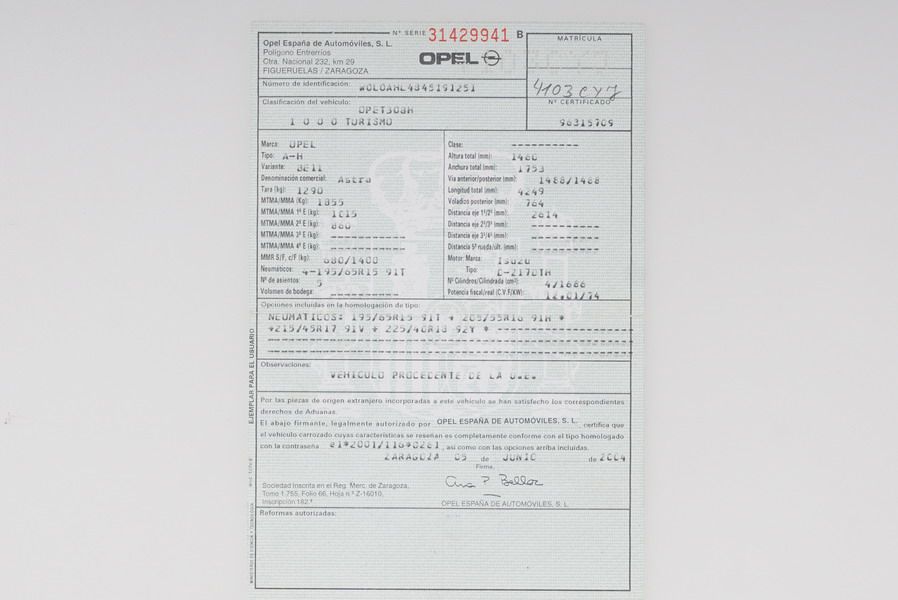 Nº SERIE 31429941 B
Opel España de Automóviles, S. L.
Polígono Entrerríos
Ctra. Nacional 232, km 29
FIGUERUELAS / ZARAGOZA
OPEL
MATRÍCULA
4103 CYJ
Número de identificación: W0L0AHL4845191251
Nº CERTIFICADO
96315709
Clasificación del vehículo:
1 0 0 0 TURISMO
Marca: OPEL
Tipo: A-H
Variante:
Denominación comercial: Astra
Tara (kg): 1290
MTMA/MMA (Kg): 1855
MTMA/MMA 1º E (kg): 1015
MTMA/MMA 2º E (kg): 880
MTMA/MMA 3º E (kg): ----------
MTMA/MMA 4º E (kg): ----------
MMR S/F, c/F (kg): 680/1400
Neumáticos: 4-195/65R15 91T
Nº de asientos: 5
Volumen de bodega: ----------
Clase: ----------
Altura total (mm): 1460
Anchura total (mm): 1753
Vía anterior/posterior (mm): 1488/1488
Longitud total (mm): 4249
Voladizo posterior (mm): 764
Distancia eje 1º/2º (mm): 2614
Distancia eje 2º/3º (mm): ----------
Distancia eje 3º/4º (mm): ----------
Distancia 5ª rueda/últ. (mm): ----------
Motor: Marca: Isuzu
Tipo:
Nº Cilindros/Cilindrada (cm³): 4/1686
Potencia fiscal/real (C.V.F/KW): 12,01/74
Opciones incluidas en la homologación de tipo:
NEUMATICOS: 195/65R15 91T * 205/55R16 91H *
*215/45R17 91V * 225/40R18 92Y * --------------------
Observaciones:
VEHICULO PROCEDENTE DE LA U.E.
Por las piezas de origen extranjero incorporadas a este vehículo se han satisfecho los correspondientes
derechos de Aduanas.
El abajo firmante, legalmente autorizado por OPEL ESPAÑA DE AUTOMÓVILES, S. L. certifica que
el vehículo carrozado cuyas características se reseñan es completamente conforme con el tipo homologado
con la contraseña e1*2001/116*0261, así como con las opciones arriba incluidas.
ZARAGOZA 05 de JUNIO de 2004
Firma,
Sociedad Inscrita en el Reg. Merc. de Zaragoza,
Tomo 1.755, Folio 66, Hoja n.º Z-16010,
Inscripción 182.ª
OPEL ESPAÑA DE AUTOMÓVILES, S. L.
Reformas autorizadas:
EJEMPLAR PARA EL USUARIO